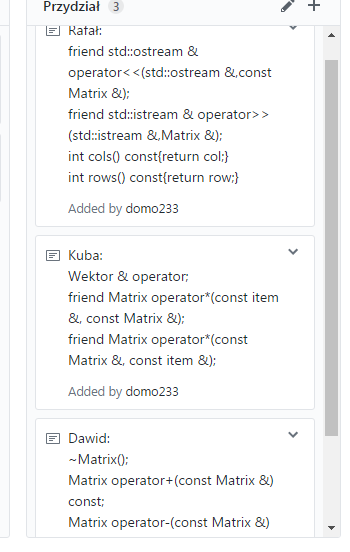 Przydział 3
Rafał:
friend std::ostream &
operator<<(std::ostream &,const
Matrix &);
friend std::istream & operator>>
(std::istream &,Matrix &);
int cols() const{return col;}
int rows() const{return row;}
Added by domo233
Kuba:
Wektor & operator;
friend Matrix operator*(const item
&, const Matrix &);
friend Matrix operator*(const
Matrix &, const item &);
Added by domo233
Dawid:
~Matrix();
Matrix operator+(const Matrix &)
const;
Matrix operator-(const Matrix &)